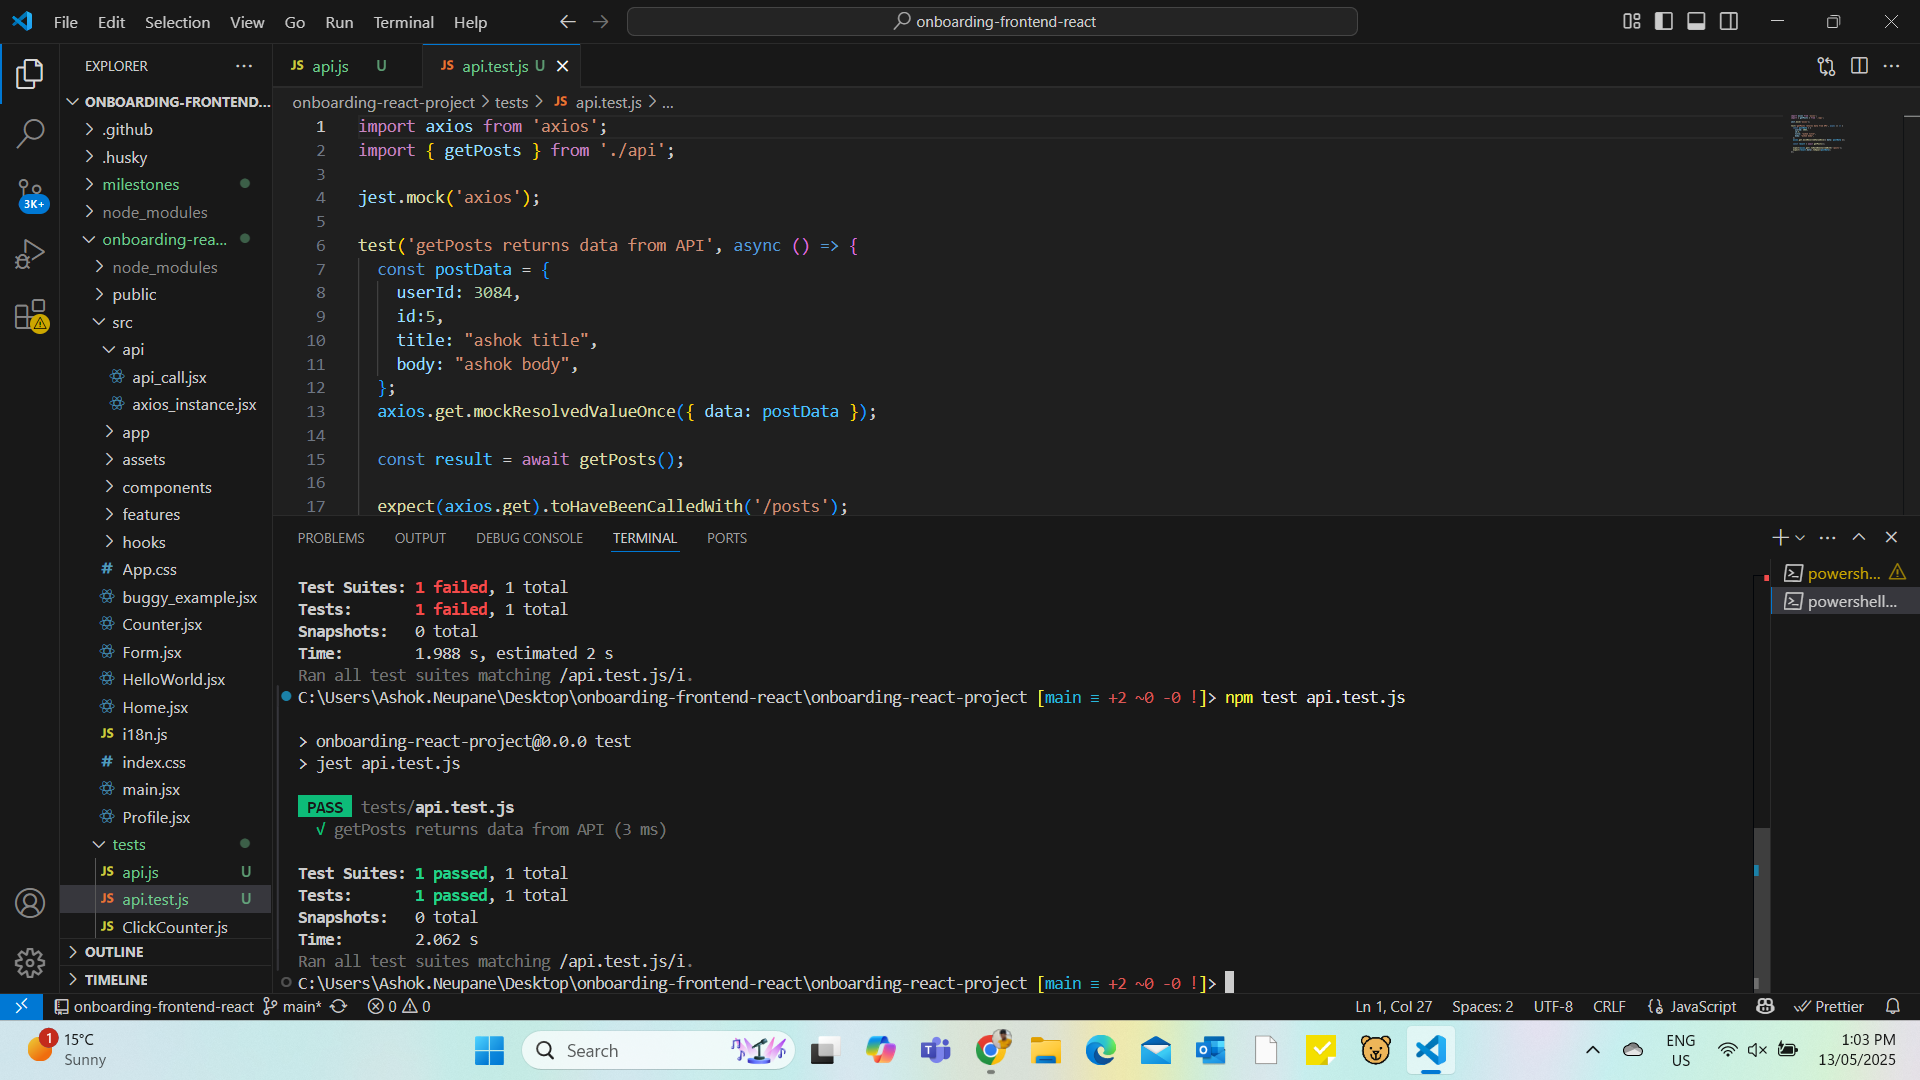 File Edit Selection View Go Run Terminal Help
onboarding-frontend-react
EXPLORER
ONBOARDING-FRONTEND...
.github
.husky
milestones
node_modules
onboarding-rea...
node_modules
public
src
api
api_call.jsx
axios_instance.jsx
app
assets
components
features
hooks
# App.css
buggy_example.jsx
Counter.jsx
Form.jsx
HelloWorld.jsx
Home.jsx
JS i18n.js
# index.css
main.jsx
Profile.jsx
tests
JS api.js U
JS api.test.js U
JS ClickCounter.js
OUTLINE
TIMELINE
3K+
JS api.js U
JS api.test.js U
onboarding-react-project > tests > JS api.test.js > ...
1 import axios from 'axios';
2 import { getPosts } from './api';
3
4 jest.mock('axios');
5
6 test('getPosts returns data from API', async () => {
7 const postData = {
8 userId: 3084,
9 id:5,
10 title: "ashok title",
11 body: "ashok body",
12 };
13 axios.get.mockResolvedValueOnce({ data: postData });
14
15 const result = await getPosts();
16
17 expect(axios.get).toHaveBeenCalledWith('/posts');
PROBLEMS OUTPUT DEBUG CONSOLE TERMINAL PORTS
powersh...
powershell...
Test Suites: 1 failed, 1 total
Tests: 1 failed, 1 total
Snapshots: 0 total
Time: 1.988 s, estimated 2 s
Ran all test suites matching /api.test.js/i.
C:\Users\Ashok.Neupane\Desktop\onboarding-frontend-react\onboarding-react-project [main ≡ +2 ~0 -0 !]> npm test api.test.js
> onboarding-react-project@0.0.0 test
> jest api.test.js
PASS tests/api.test.js
√ getPosts returns data from API (3 ms)
Test Suites: 1 passed, 1 total
Tests: 1 passed, 1 total
Snapshots: 0 total
Time: 2.062 s
Ran all test suites matching /api.test.js/i.
C:\Users\Ashok.Neupane\Desktop\onboarding-frontend-react\onboarding-react-project [main ≡ +2 ~0 -0 !]>
onboarding-frontend-react main* 0 0
Ln 1, Col 27 Spaces: 2 UTF-8 CRLF {} JavaScript Prettier
1 15°C
Sunny
Search
ENG
US
1:03 PM
13/05/2025